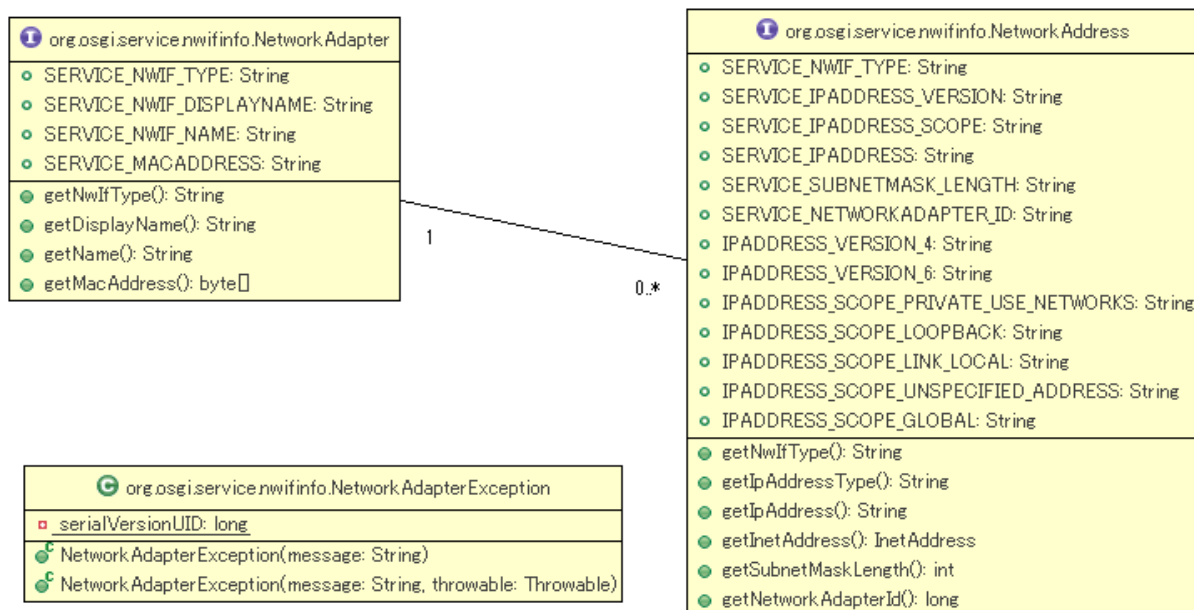 I org.osgi.service.nwifinfo.NetworkAdapter
SERVICE_NWIF_TYPE: String
SERVICE_NWIF_DISPLAYNAME: String
SERVICE_NWIF_NAME: String
SERVICE_MACADDRESS: String
getNwIfType(): String
getDisplayName(): String
getName(): String
getMacAddress(): byte[]
1
0..*
I org.osgi.service.nwifinfo.NetworkAddress
SERVICE_NWIF_TYPE: String
SERVICE_IPADDRESS_VERSION: String
SERVICE_IPADDRESS_SCOPE: String
SERVICE_IPADDRESS: String
SERVICE_SUBNETMASK_LENGTH: String
SERVICE_NETWORKADAPTER_ID: String
IPADDRESS_VERSION_4: String
IPADDRESS_VERSION_6: String
IPADDRESS_SCOPE_PRIVATE_USE_NETWORKS: String
IPADDRESS_SCOPE_LOOPBACK: String
IPADDRESS_SCOPE_LINK_LOCAL: String
IPADDRESS_SCOPE_UNSPECIFIED_ADDRESS: String
IPADDRESS_SCOPE_GLOBAL: String
getNwIfType(): String
getIpAddressType(): String
getIpAddress(): String
getInetAddress(): InetAddress
getSubnetMaskLength(): int
getNetworkAdapterId(): long
C org.osgi.service.nwifinfo.NetworkAdapterException
serialVersionUID: long
C NetworkAdapterException(message: String)
C NetworkAdapterException(message: String, throwable: Throwable)